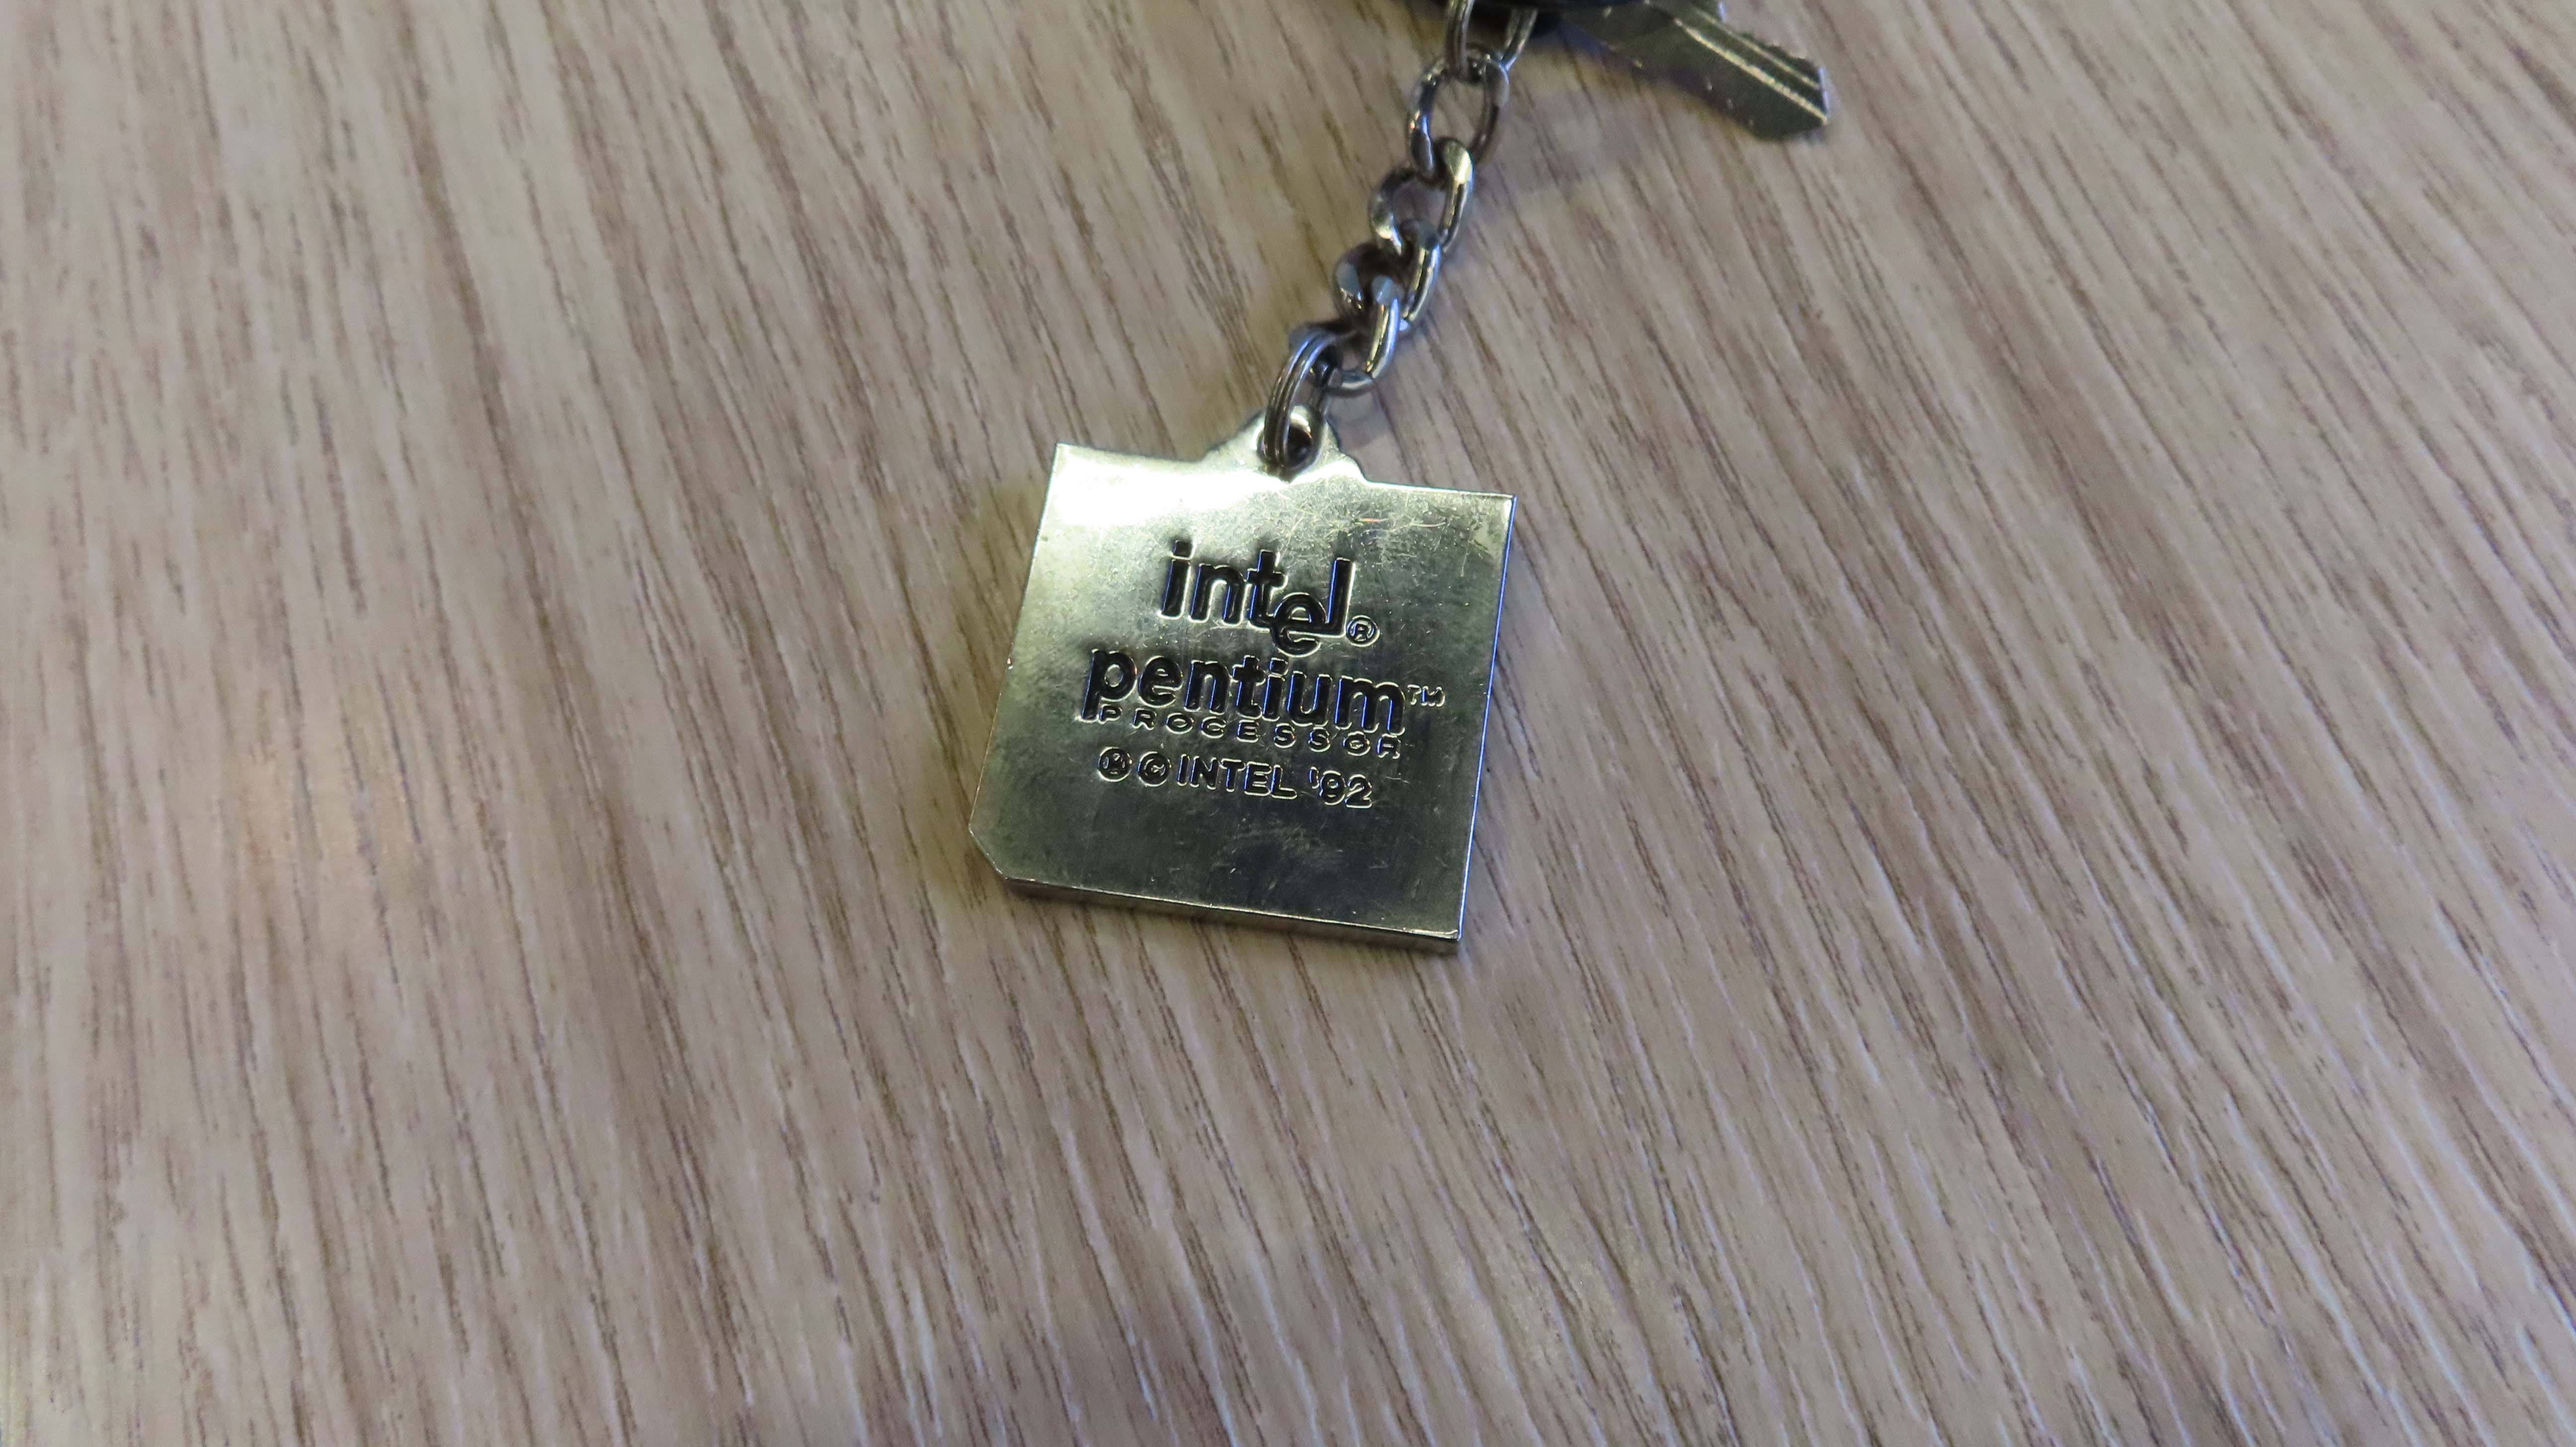 intel®
pentium™
PROCESSOR
Ⓜ © INTEL '92